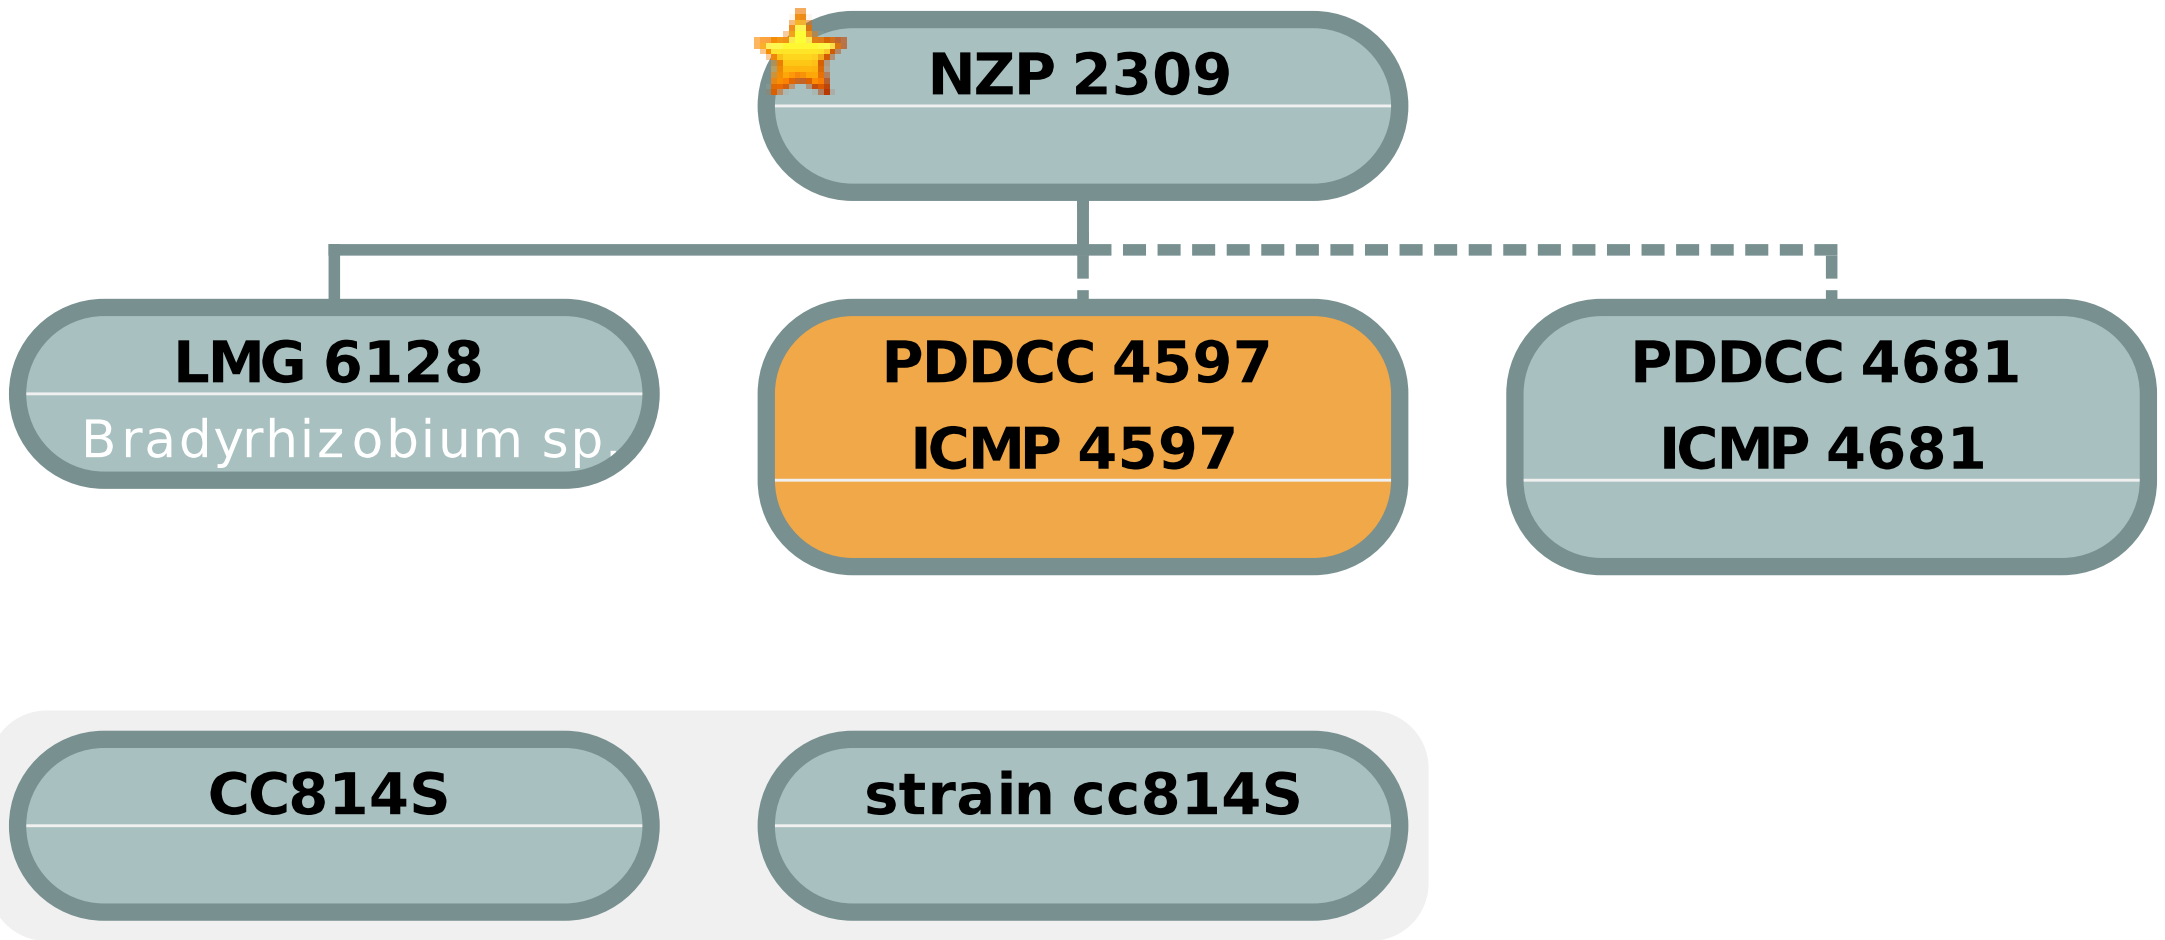 NZP 2309
LMG 6128
Bradyrhizobium sp.
PDDCC 4597
ICMP 4597
PDDCC 4681
ICMP 4681
CC814S
strain cc814S